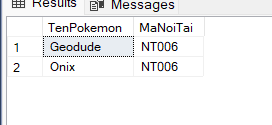 Results Messages
TenPokemon MaNoiTai
1 Geodude NT006
2 Onix NT006